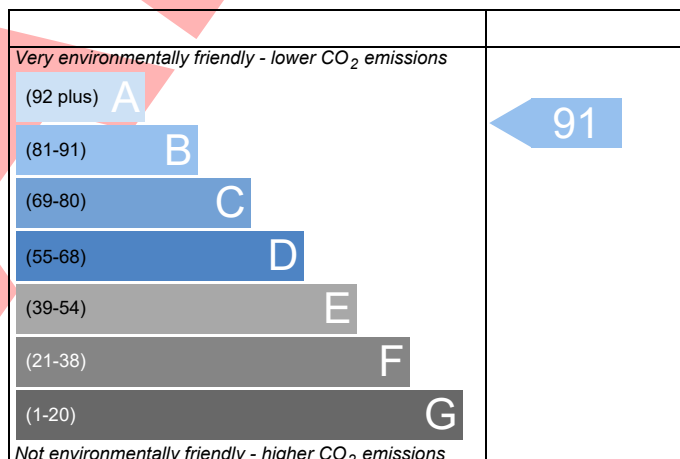 Very environmentally friendly - lower CO2 emissions
(92 plus) A
91
(81-91) B
(69-80) C
(55-68) D
(39-54) E
(21-38) F
(1-20) G
Not environmentally friendly - higher CO2 emissions